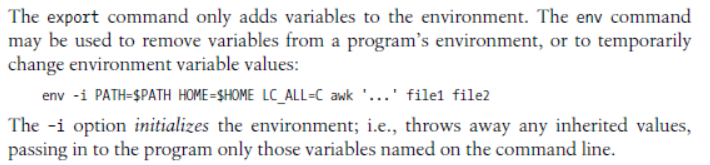 The export command only adds variables to the environment. The env command
may be used to remove variables from a program's environment, or to temporarily
change environment variable values:
env -i PATH=$PATH HOME=$HOME LC_ALL=C awk '...' file1 file2
The -i option initializes the environment; i.e., throws away any inherited values,
passing in to the program only those variables named on the command line.